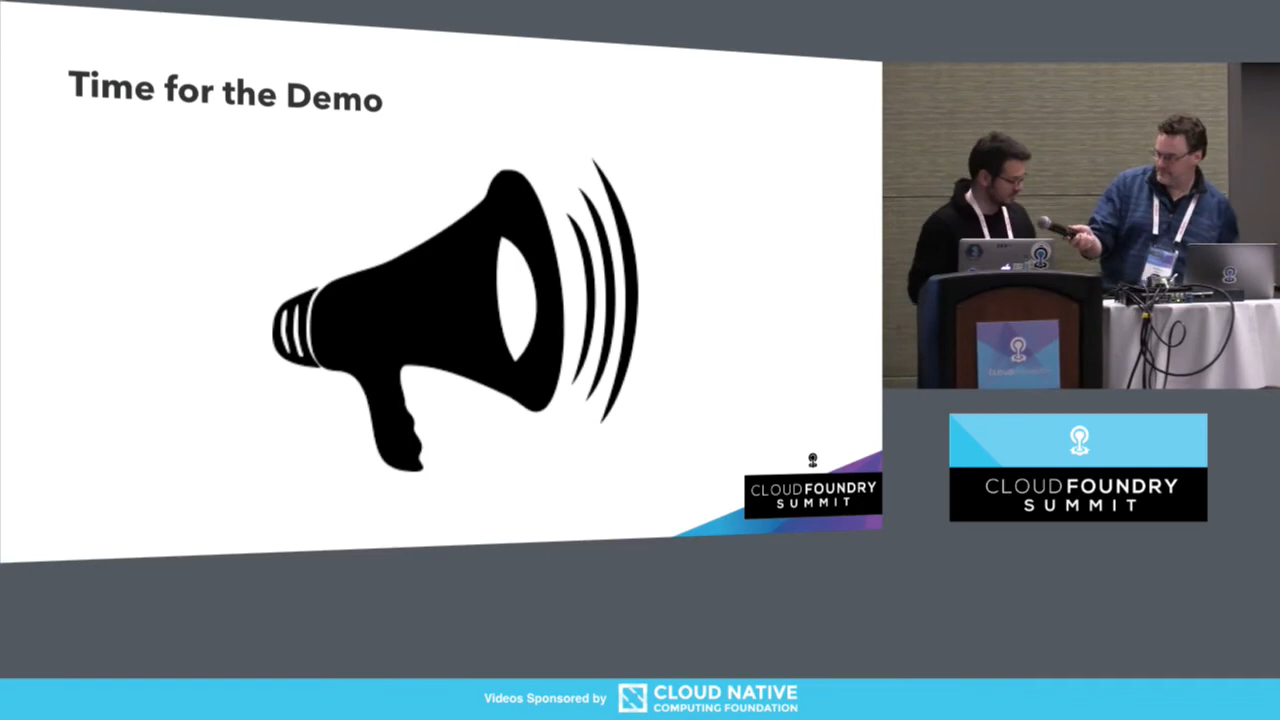 Time for the Demo
CLOUDFOUNDRY
SUMMIT
CLOUDFOUNDRY
SUMMIT
Videos Sponsored by
CLOUD NATIVE
COMPUTING FOUNDATION